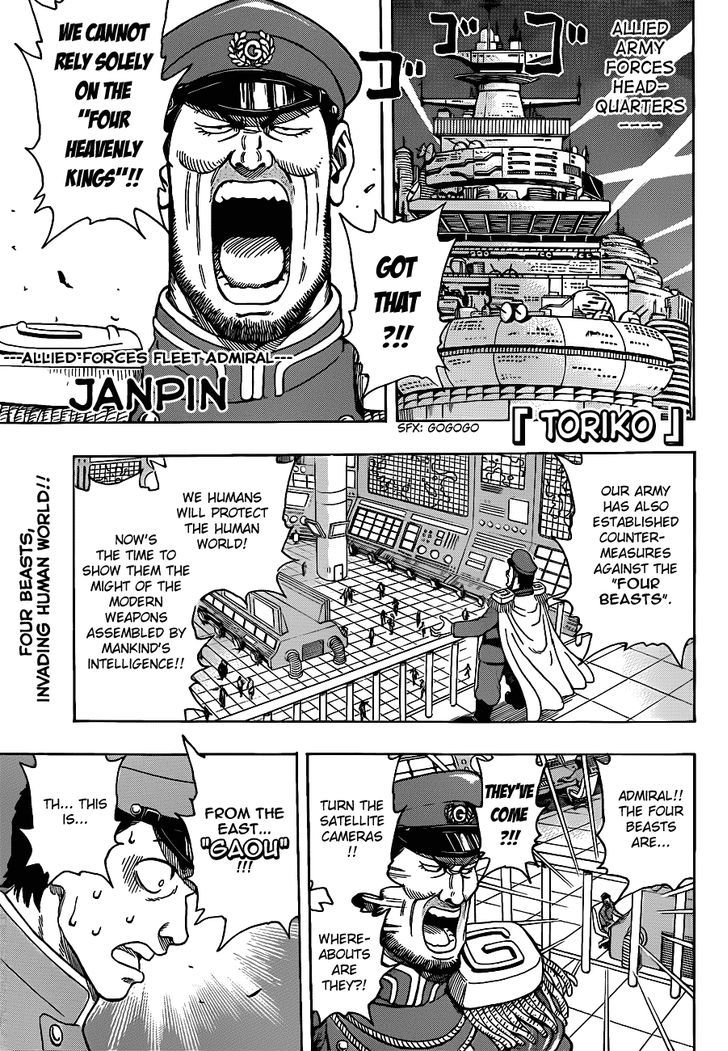 ALLIED
ARMY
FORCES
HEAD-
QUARTERS
----
ゴゴゴ
WE CANNOT
RELY SOLELY
ON THE
"FOUR
HEAVENLY
KINGS"!!
G
GOT
THAT
?!!
---ALLIED FORCES FLEET ADMIRAL---
JANPIN
SFX: GOGOGO
『 TORIKO 』
FOUR BEASTS,
INVADING HUMAN WORLD!!
OUR ARMY
HAS ALSO
ESTABLISHED
COUNTER-
MEASURES
AGAINST THE
"FOUR
BEASTS".
WE HUMANS
WILL PROTECT
THE HUMAN
WORLD!
NOW'S
THE TIME TO
SHOW THEM THE
MIGHT OF THE
MODERN
WEAPONS
ASSEMBLED BY
MANKIND'S
INTELLIGENCE!!
ADMIRAL!!
THE FOUR
BEASTS
ARE...
THEY'VE
COME
?!!
TURN THE
SATELLITE
CAMERAS
!!
WHERE-
ABOUTS
ARE
THEY?!
G
G
FROM
THE EAST...
"GAOU"
!!!
TH... THIS
IS...